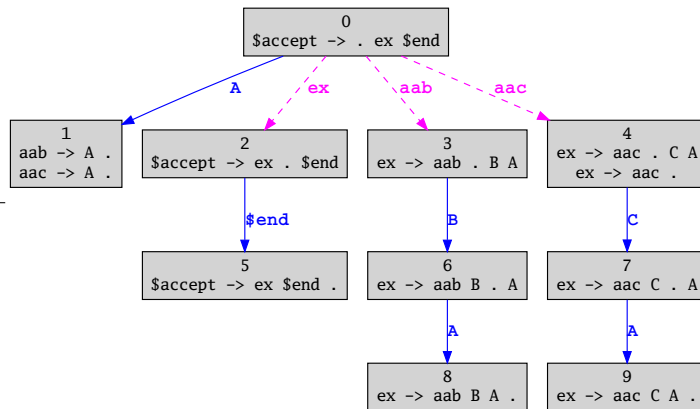 0
$accept -> . ex $end
A
ex
aab
aac
1
aab -> A .
aac -> A .
2
$accept -> ex . $end
3
ex -> aab . B A
4
ex -> aac . C A
ex -> aac .
$end
B
C
5
$accept -> ex $end .
6
ex -> aab B . A
7
ex -> aac C . A
A
A
8
ex -> aab B A .
9
ex -> aac C A .